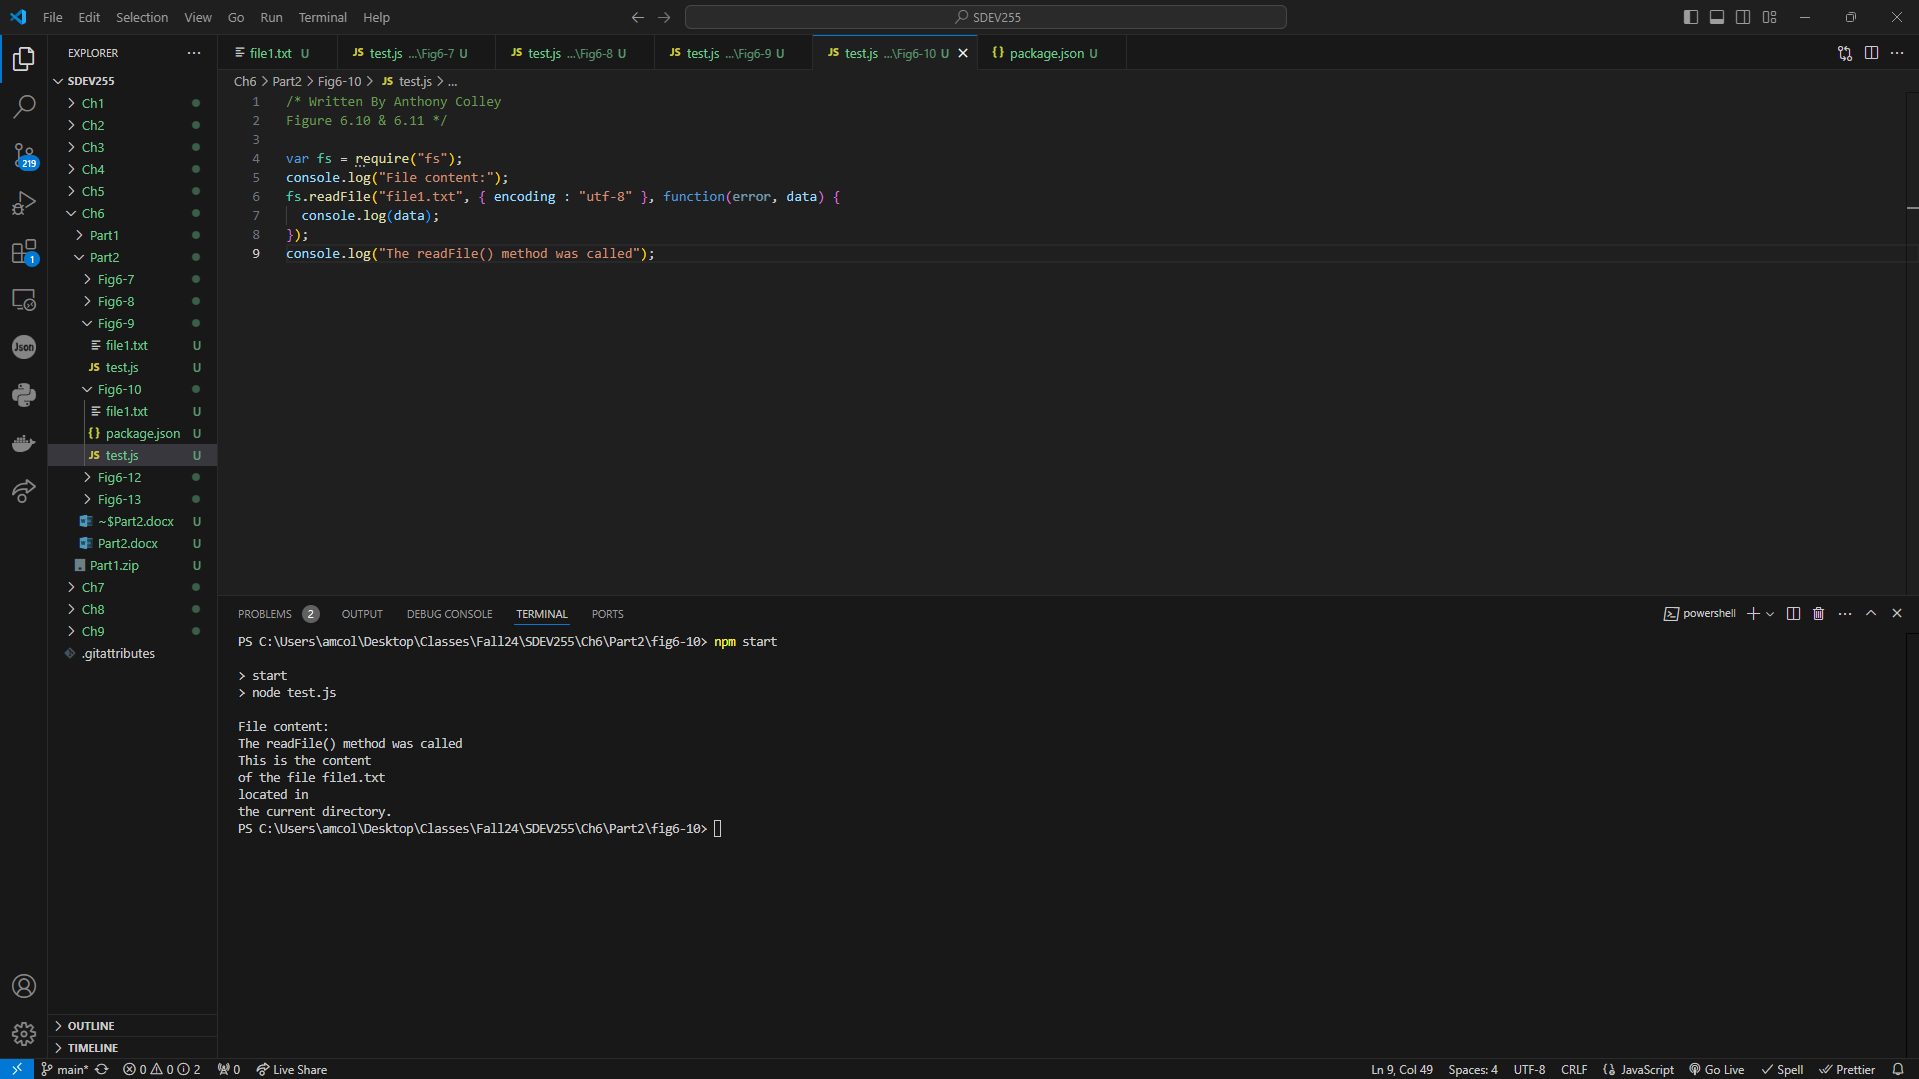 File Edit Selection View Go Run Terminal Help
SDEV255
EXPLORER
SDEV255
Ch1
Ch2
Ch3
Ch4
Ch5
Ch6
Part1
Part2
Fig6-7
Fig6-8
Fig6-9
file1.txt U
JS test.js U
Fig6-10
file1.txt U
{} package.json U
JS test.js U
Fig6-12
Fig6-13
~$Part2.docx U
Part2.docx U
Part1.zip U
Ch7
Ch8
Ch9
.gitattributes
OUTLINE
TIMELINE
219
1
Json
file1.txt U
JS test.js ...\Fig6-7 U
JS test.js ...\Fig6-8 U
JS test.js ...\Fig6-9 U
JS test.js ...\Fig6-10 U
{} package.json U
Ch6 > Part2 > Fig6-10 > JS test.js > ...
1 /* Written By Anthony Colley
2 Figure 6.10 & 6.11 */
3
4 var fs = require("fs");
5 console.log("File content:");
6 fs.readFile("file1.txt", { encoding : "utf-8" }, function(error, data) {
7 console.log(data);
8 });
9 console.log("The readFile() method was called");
PROBLEMS 2 OUTPUT DEBUG CONSOLE TERMINAL PORTS
powershell
PS C:\Users\amcol\Desktop\Classes\Fall24\SDEV255\Ch6\Part2\fig6-10> npm start
> start
> node test.js
File content:
The readFile() method was called
This is the content
of the file file1.txt
located in
the current directory.
PS C:\Users\amcol\Desktop\Classes\Fall24\SDEV255\Ch6\Part2\fig6-10>
main* 0 0 2 0 Live Share
Ln 9, Col 49 Spaces: 4 UTF-8 CRLF {} JavaScript Go Live Spell Prettier